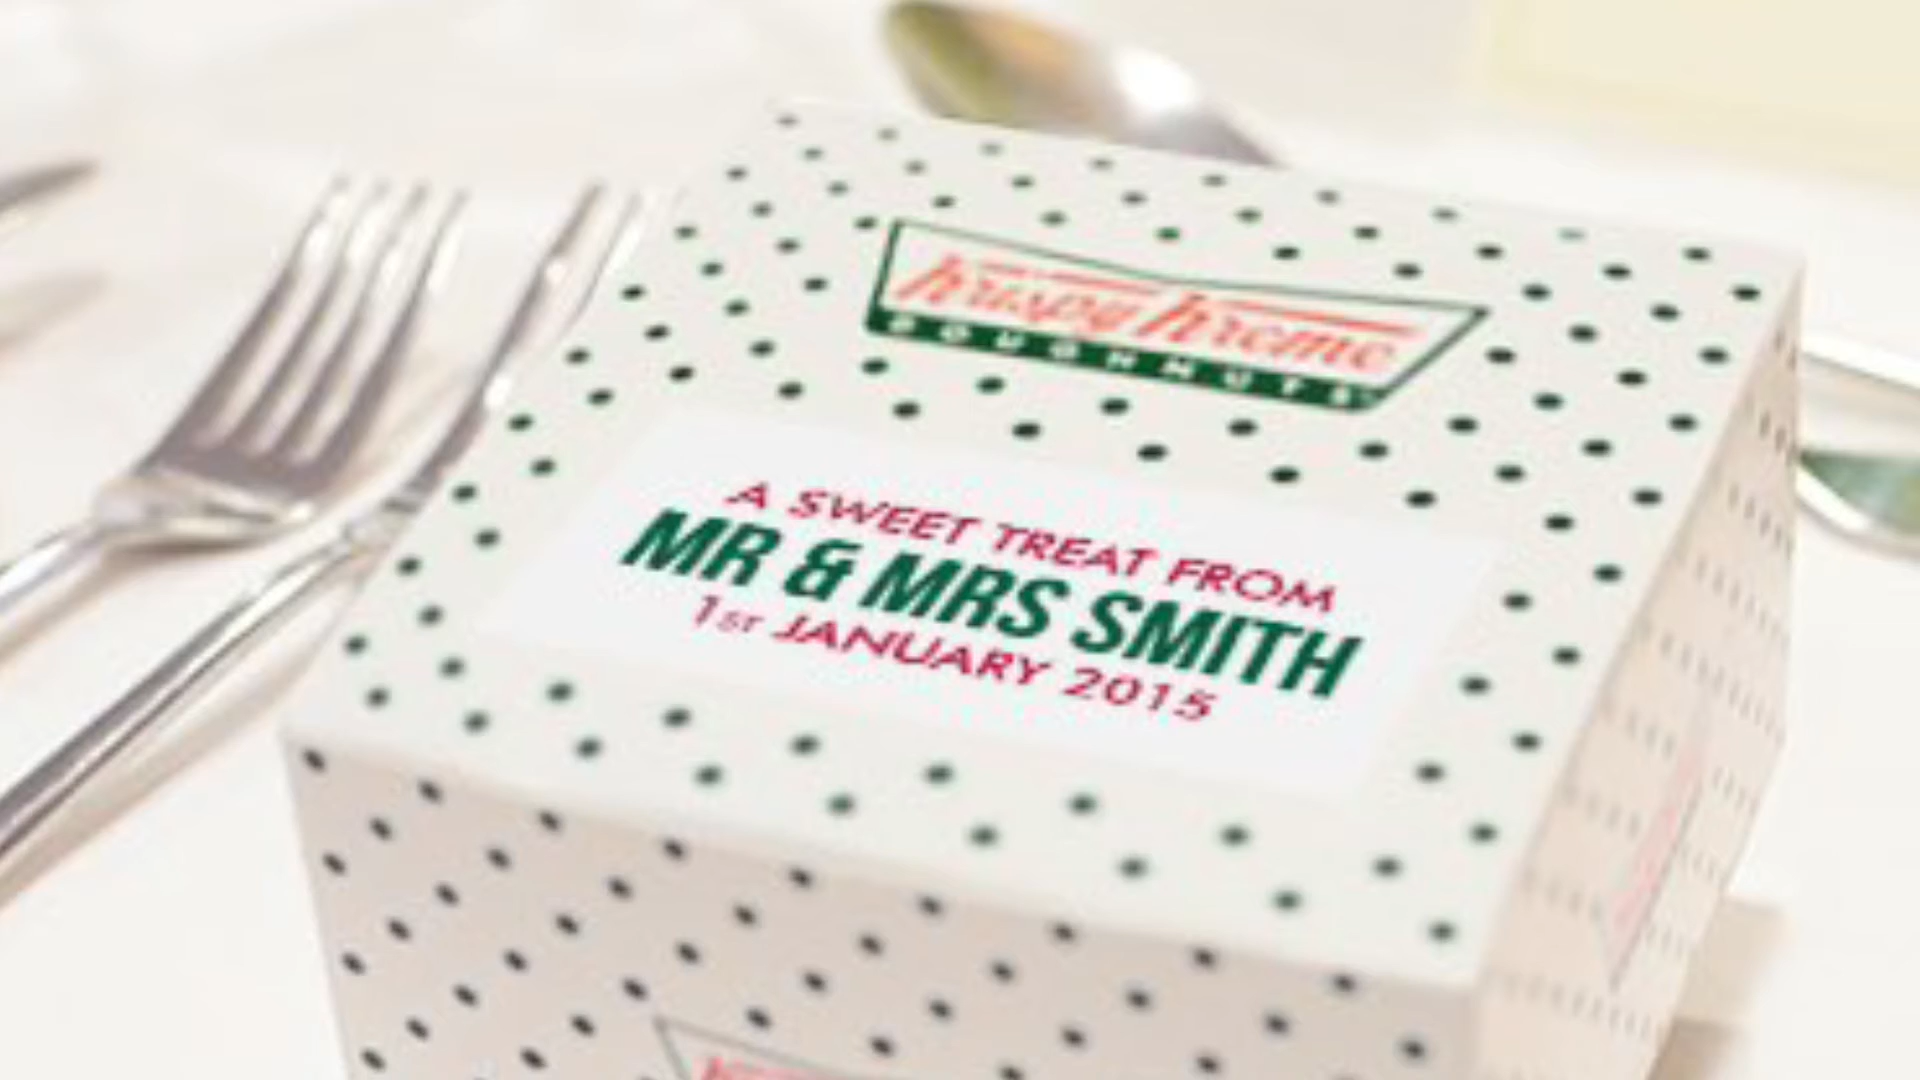 Krispy Kreme
DOUGHNUTS
A SWEET TREAT FROM
MR & MRS SMITH
1ST JANUARY 2015